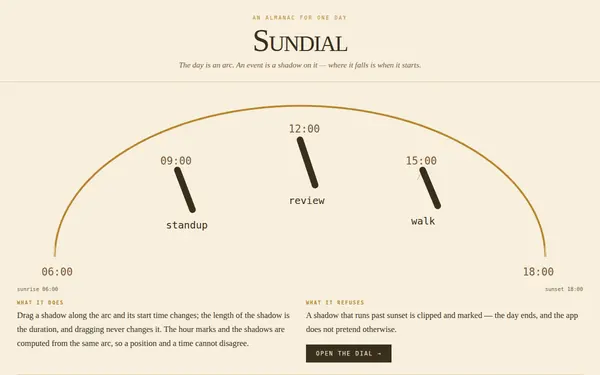 AN ALMANAC FOR ONE DAY
SUNDIAL
The day is an arc. An event is a shadow on it — where it falls is when it starts.
12:00
09:00
15:00
review
standup
walk
06:00
18:00
sunrise 06:00
sunset 18:00
WHAT IT DOES
Drag a shadow along the arc and its start time changes; the length of the shadow is
the duration, and dragging never changes it. The hour marks and the shadows are
computed from the same arc, so a position and a time cannot disagree.
WHAT IT REFUSES
A shadow that runs past sunset is clipped and marked — the day ends, and the app
does not pretend otherwise.
OPEN THE DIAL →